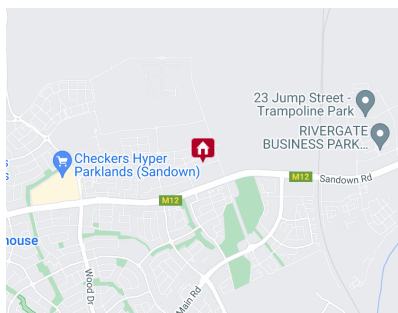 23 Jump Street -
Trampoline Park
RIVERGATE
BUSINESS PARK...
Checkers Hyper
Parklands (Sandown)
s
s
M12
Sandown Rd
M12
house
Wood Dr
Main Rd